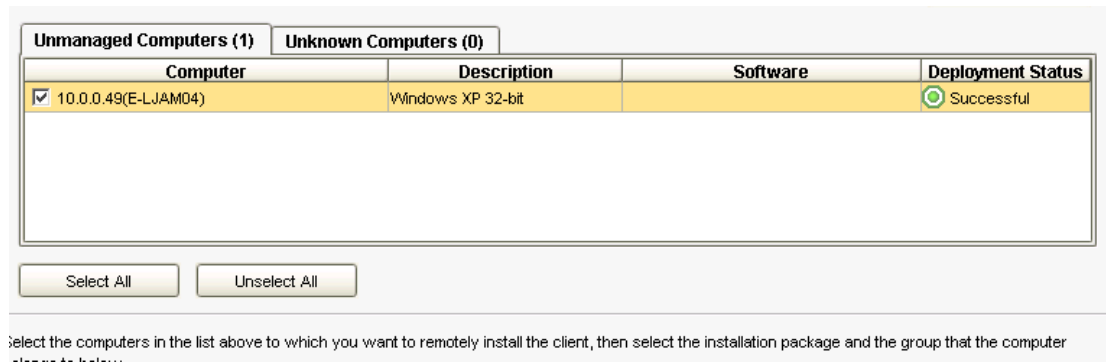 Unmanaged Computers (1) Unknown Computers (0)
Computer Description Software Deployment Status
10.0.0.49(E-LJAM04) Windows XP 32-bit Successful
Select All Unselect All
Select the computers in the list above to which you want to remotely install the client, then select the installation package and the group that the computer